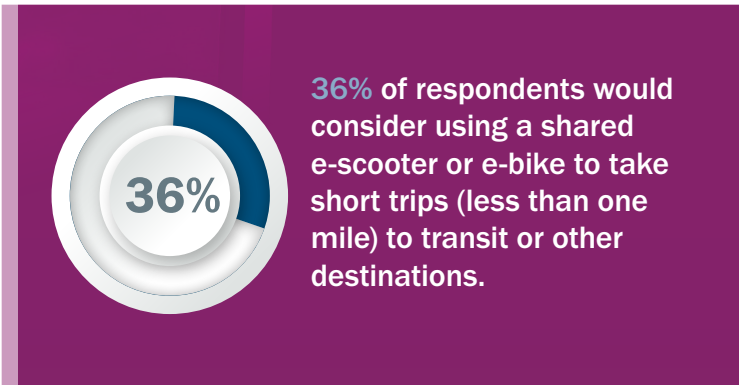 36%
36% of respondents would
consider using a shared
e-scooter or e-bike to take
short trips (less than one
mile) to transit or other
destinations.